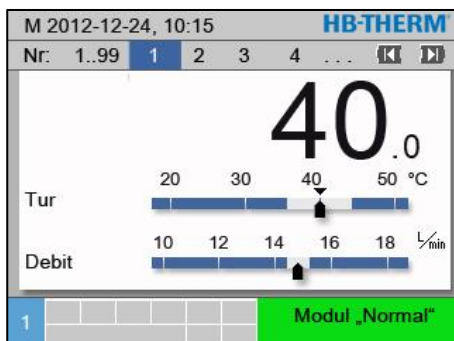 M 2012-12-24, 10:15 HB-THERM
Nr: 1..99 1 2 3 4 ...
40.0
20 30 40 50 °C
Tur
10 12 14 16 18 L/min
Debit
1 Modul „Normal“